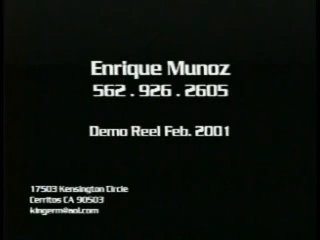 Enrique Munoz
562 . 926 . 2605
Demo Reel Feb. 2001
17503 Kensington Circle
Cerritos CA 90503
kingerm@aol.com